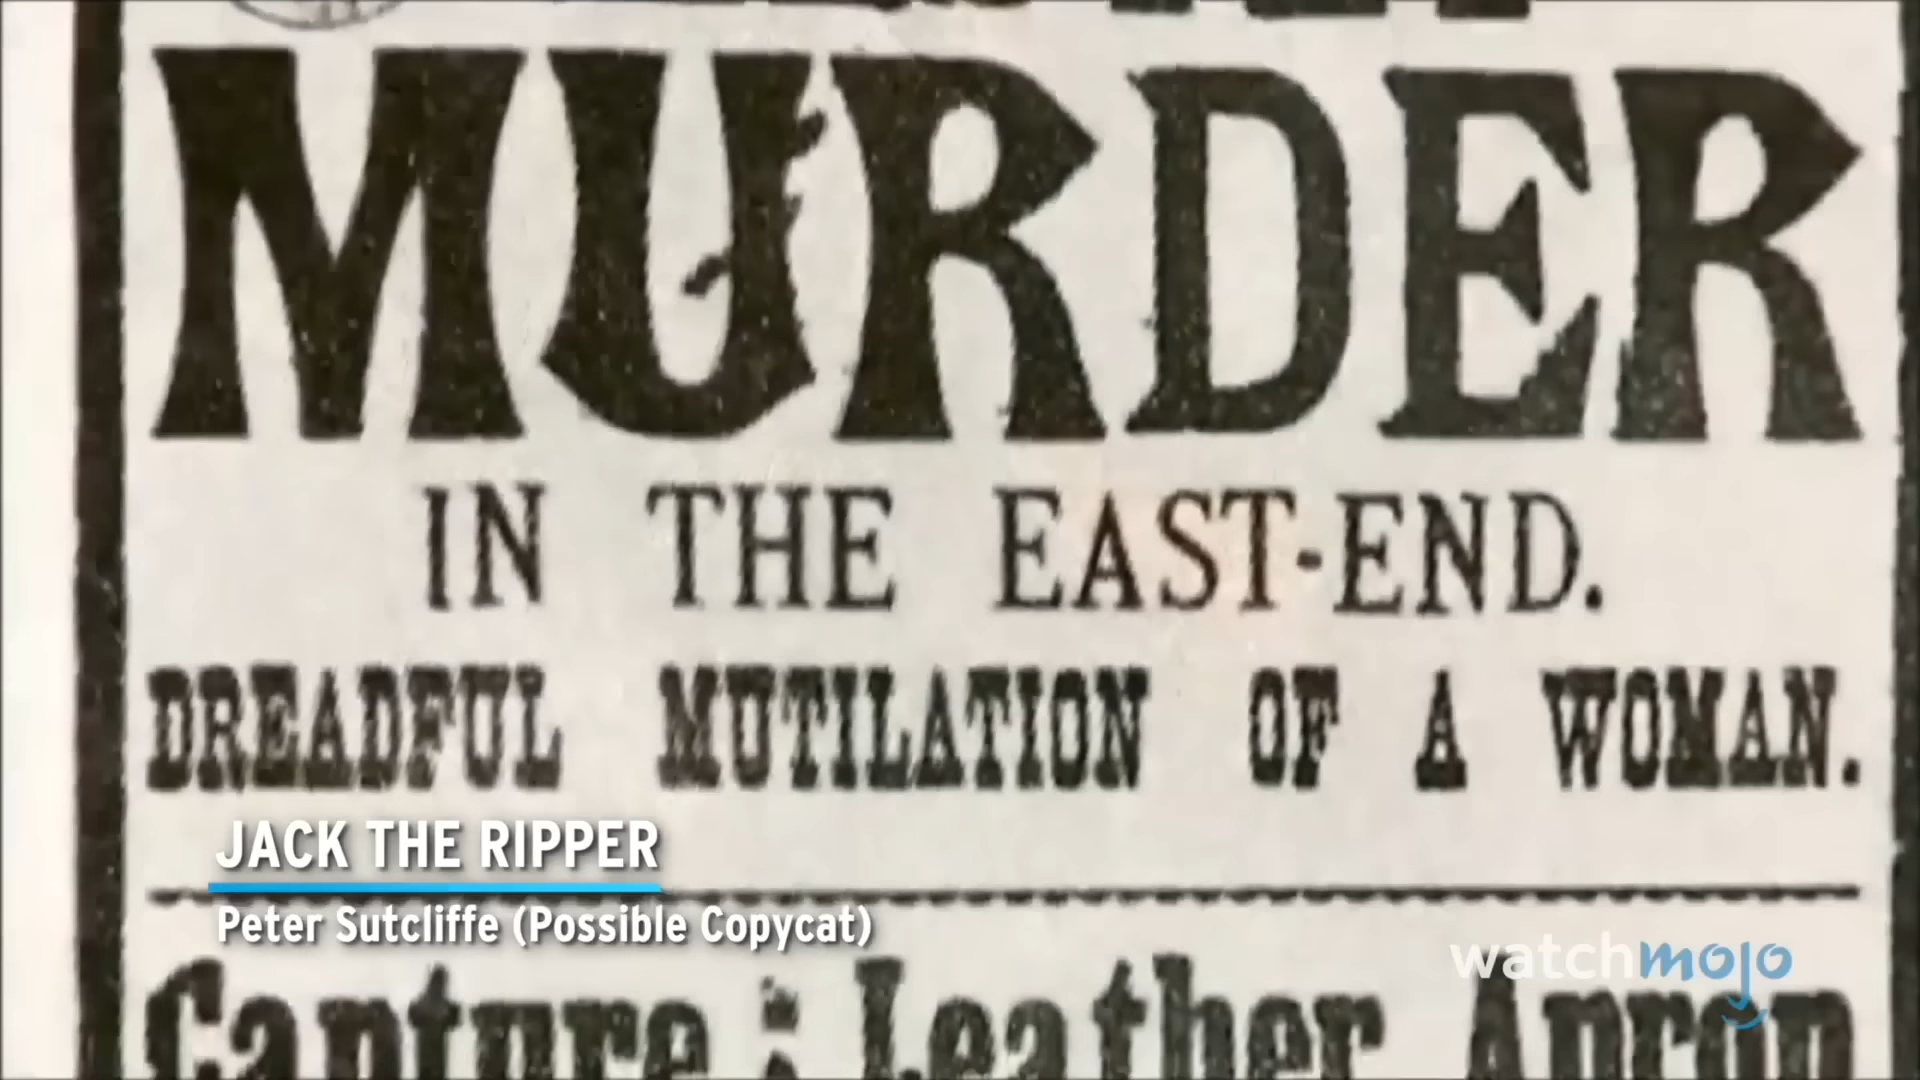 MURDER
IN THE EAST-END.
DREADFUL MUTILATION OF A WOMAN.
JACK THE RIPPER
Peter Sutcliffe (Possible Copycat)
watchmojo
Capture : Leather Apron